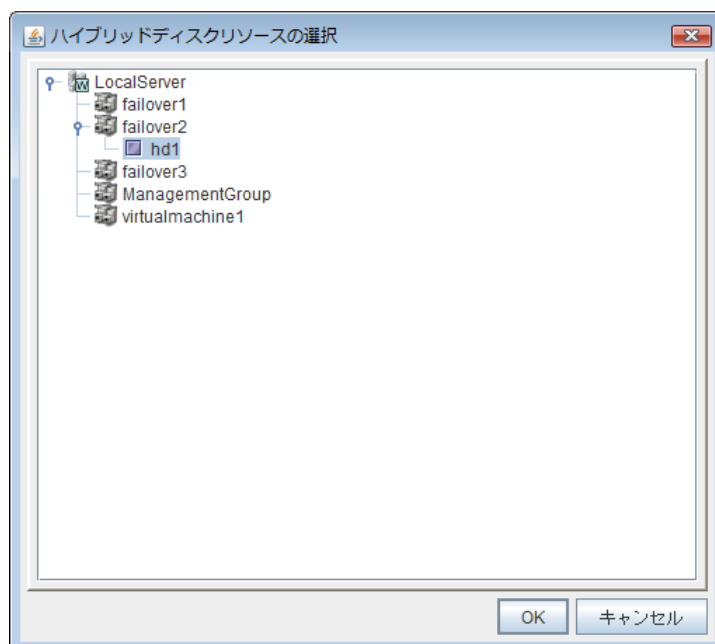 ハイブリッドディスクリソースの選択
LocalServer
failover1
failover2
hd1
failover3
ManagementGroup
virtualmachine1
OK
キャンセル